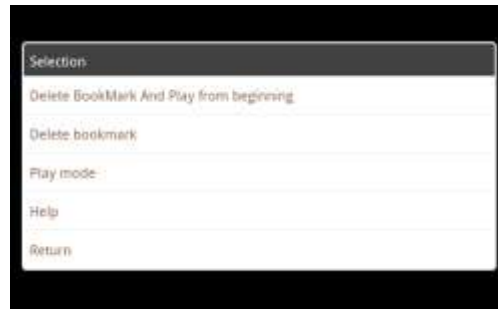 Selection
Delete BookMark And Play from beginning
Delete bookmark
Play mode
Help
Return